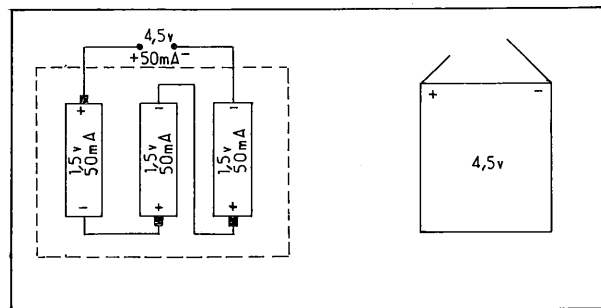 4,5v
+50mA-
+
1,5v
50mA
-
-
1,5v
50mA
+
-
1,5v
50mA
+
+ -
4,5v